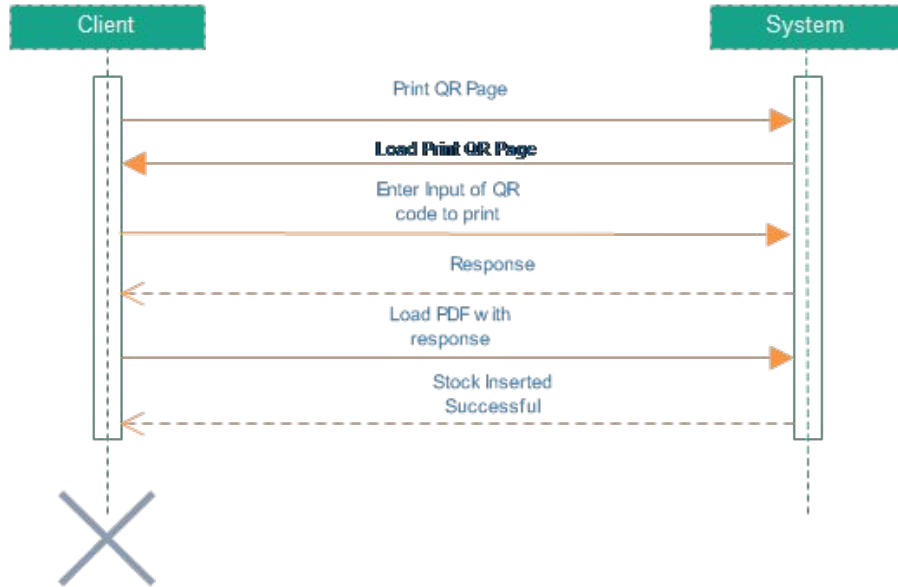 Client
System
Print QR Page
Load Print QR Page
Enter Input of QR
code to print
Response
Load PDF with
response
Stock Inserted
Successful